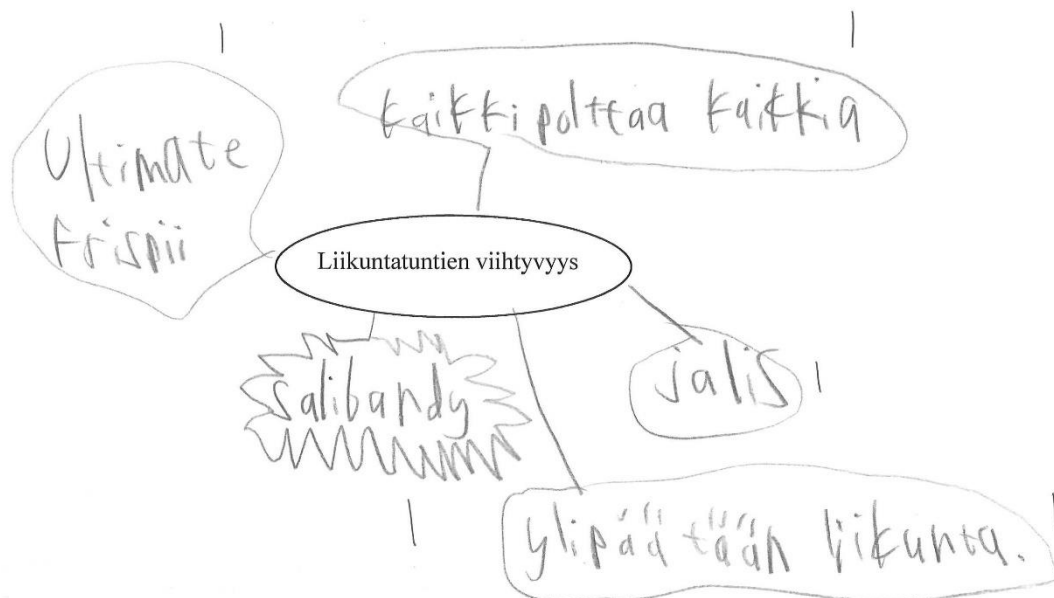 kaikki polttaa kaikkia
Ultimate
frispii
Liikuntatuntien viihtyvyys
salibandy
jalis
ylipäätään liikunta.